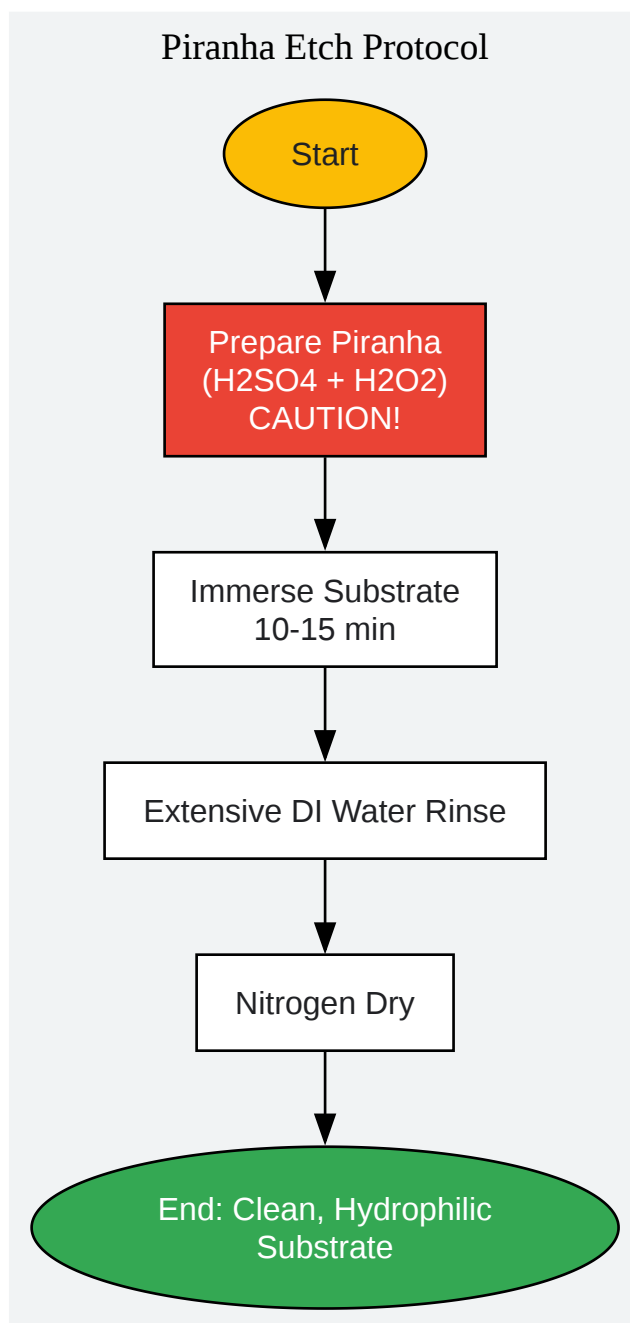 Piranha Etch Protocol
Start
Prepare Piranha
(H2SO4 + H2O2)
CAUTION!
Immerse Substrate
10-15 min
Extensive DI Water Rinse
Nitrogen Dry
End: Clean, Hydrophilic
Substrate